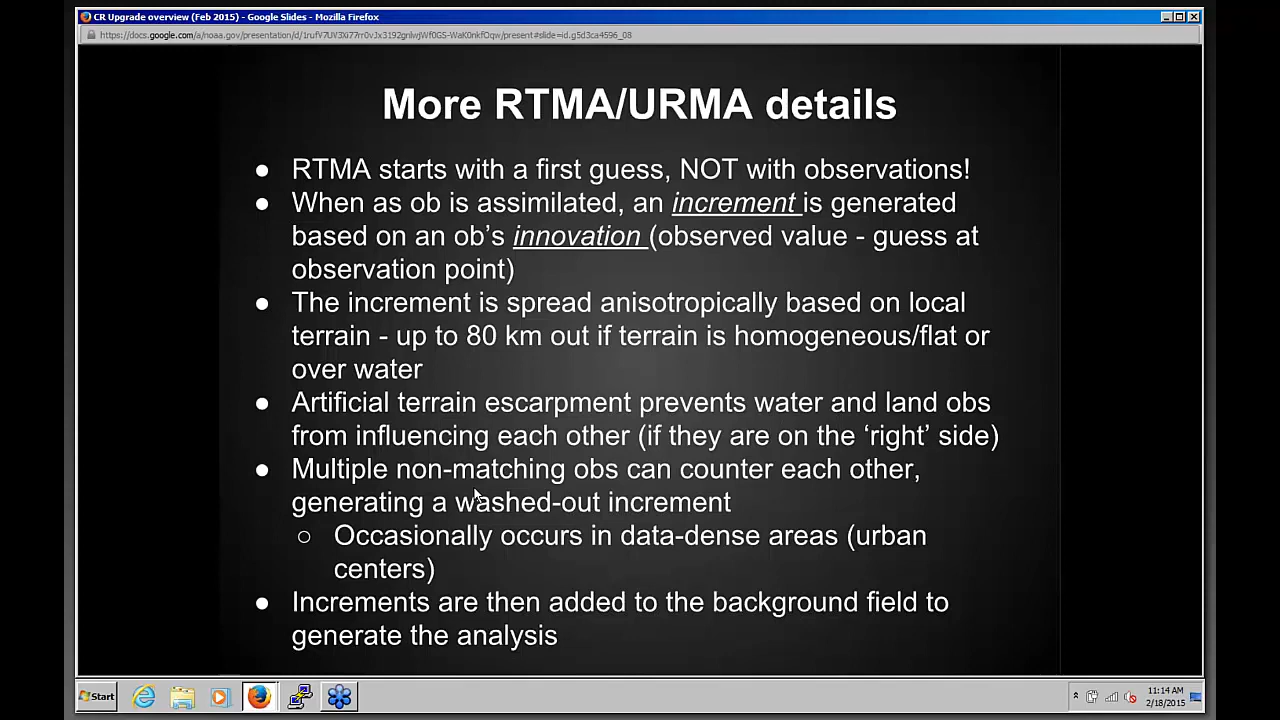 CR Upgrade overview (Feb 2015) - Google Slides - Mozilla Firefox
More RTMA/URMA details
● RTMA starts with a first guess, NOT with observations!
● When as ob is assimilated, an increment is generated
based on an ob's innovation (observed value - guess at
observation point)
● The increment is spread anisotropically based on local
terrain - up to 80 km out if terrain is homogeneous/flat or
over water
● Artificial terrain escarpment prevents water and land obs
from influencing each other (if they are on the ‘right’ side)
● Multiple non-matching obs can counter each other,
generating a washed-out increment
○ Occasionally occurs in data-dense areas (urban
centers)
● Increments are then added to the background field to
generate the analysis
Start
11:14 AM
2/18/2015